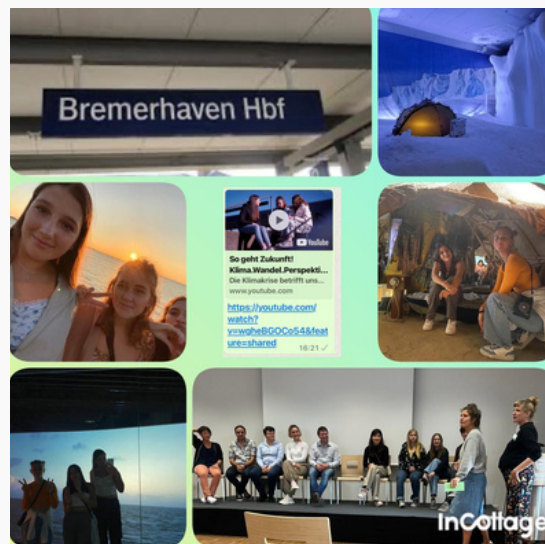 Bremerhaven Hbf
YouTube
So geht Zukunft!
Klima.Wandel.Perspekti...
Die Klimakrise betrifft uns...
www.youtube.com
https://youtube.com/
watch?
v=wgheBGOCo54&feat
ure=shared
16:21
InCollage